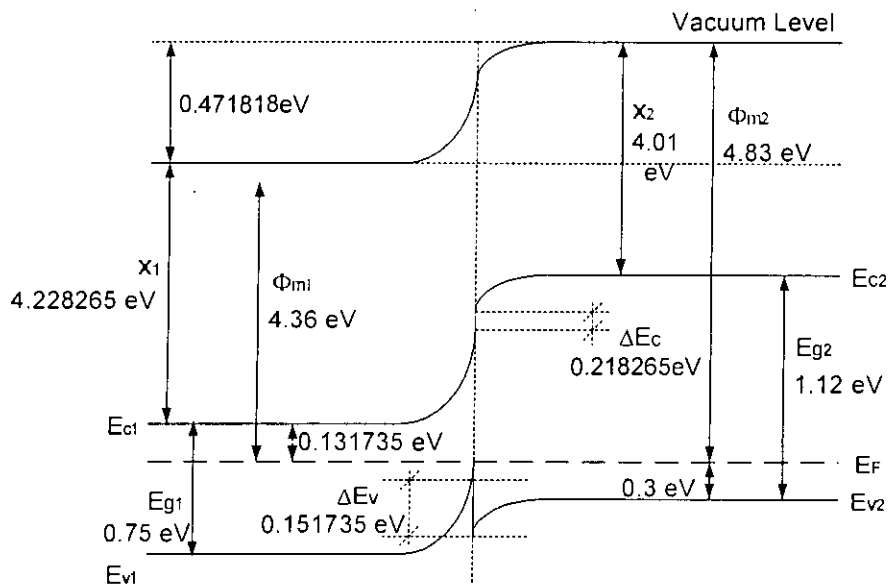 Vacuum Level
0.471818eV
x2
4.01
eV
Φm2
4.83 eV
x1
4.228265 eV
Φm1
4.36 eV
Ec2
ΔEc
0.218265eV
Eg2
1.12 eV
Ec1
0.131735 eV
EF
0.3 eV
Ev2
Eg1
0.75 eV
ΔEv
0.151735 eV
Ev1